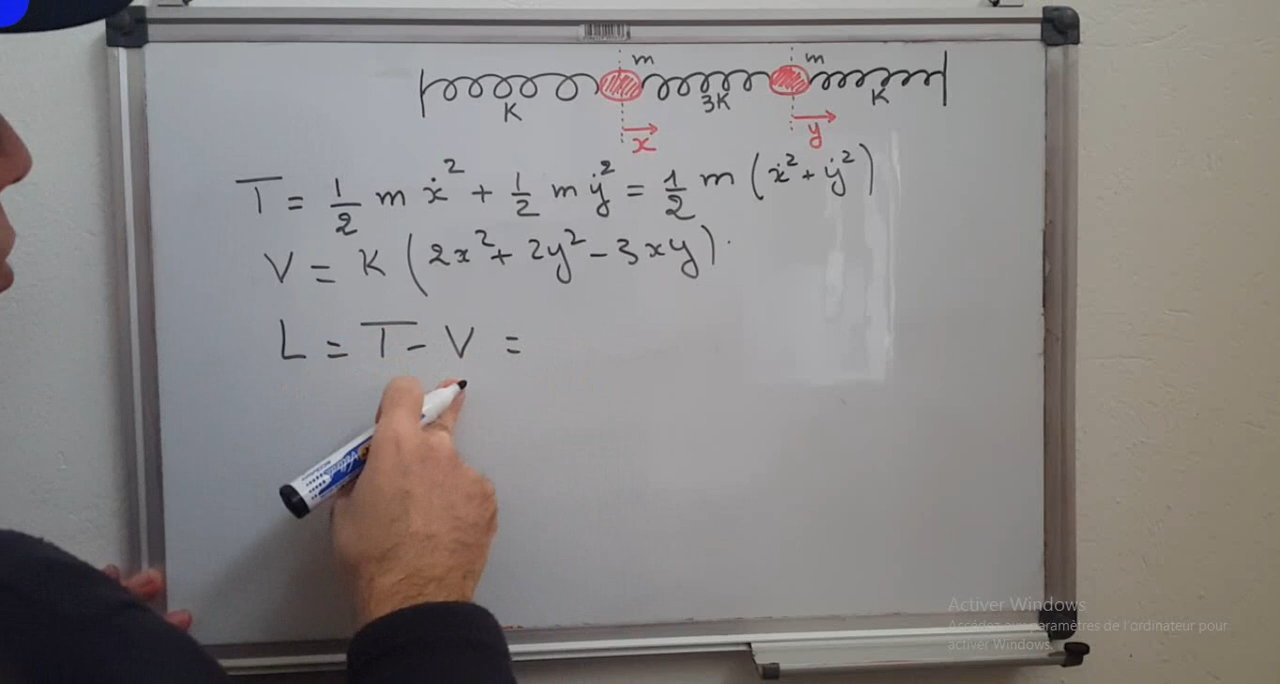 m m
K 3K K
x y
T = 1/2 m ẋ² + 1/2 m ẏ² = 1/2 m (ẋ² + ẏ²)
V = K (2x² + 2y² - 3xy).
L = T - V =
Activer Windows
Accédez aux paramètres de l'ordinateur pour
activer Windows.